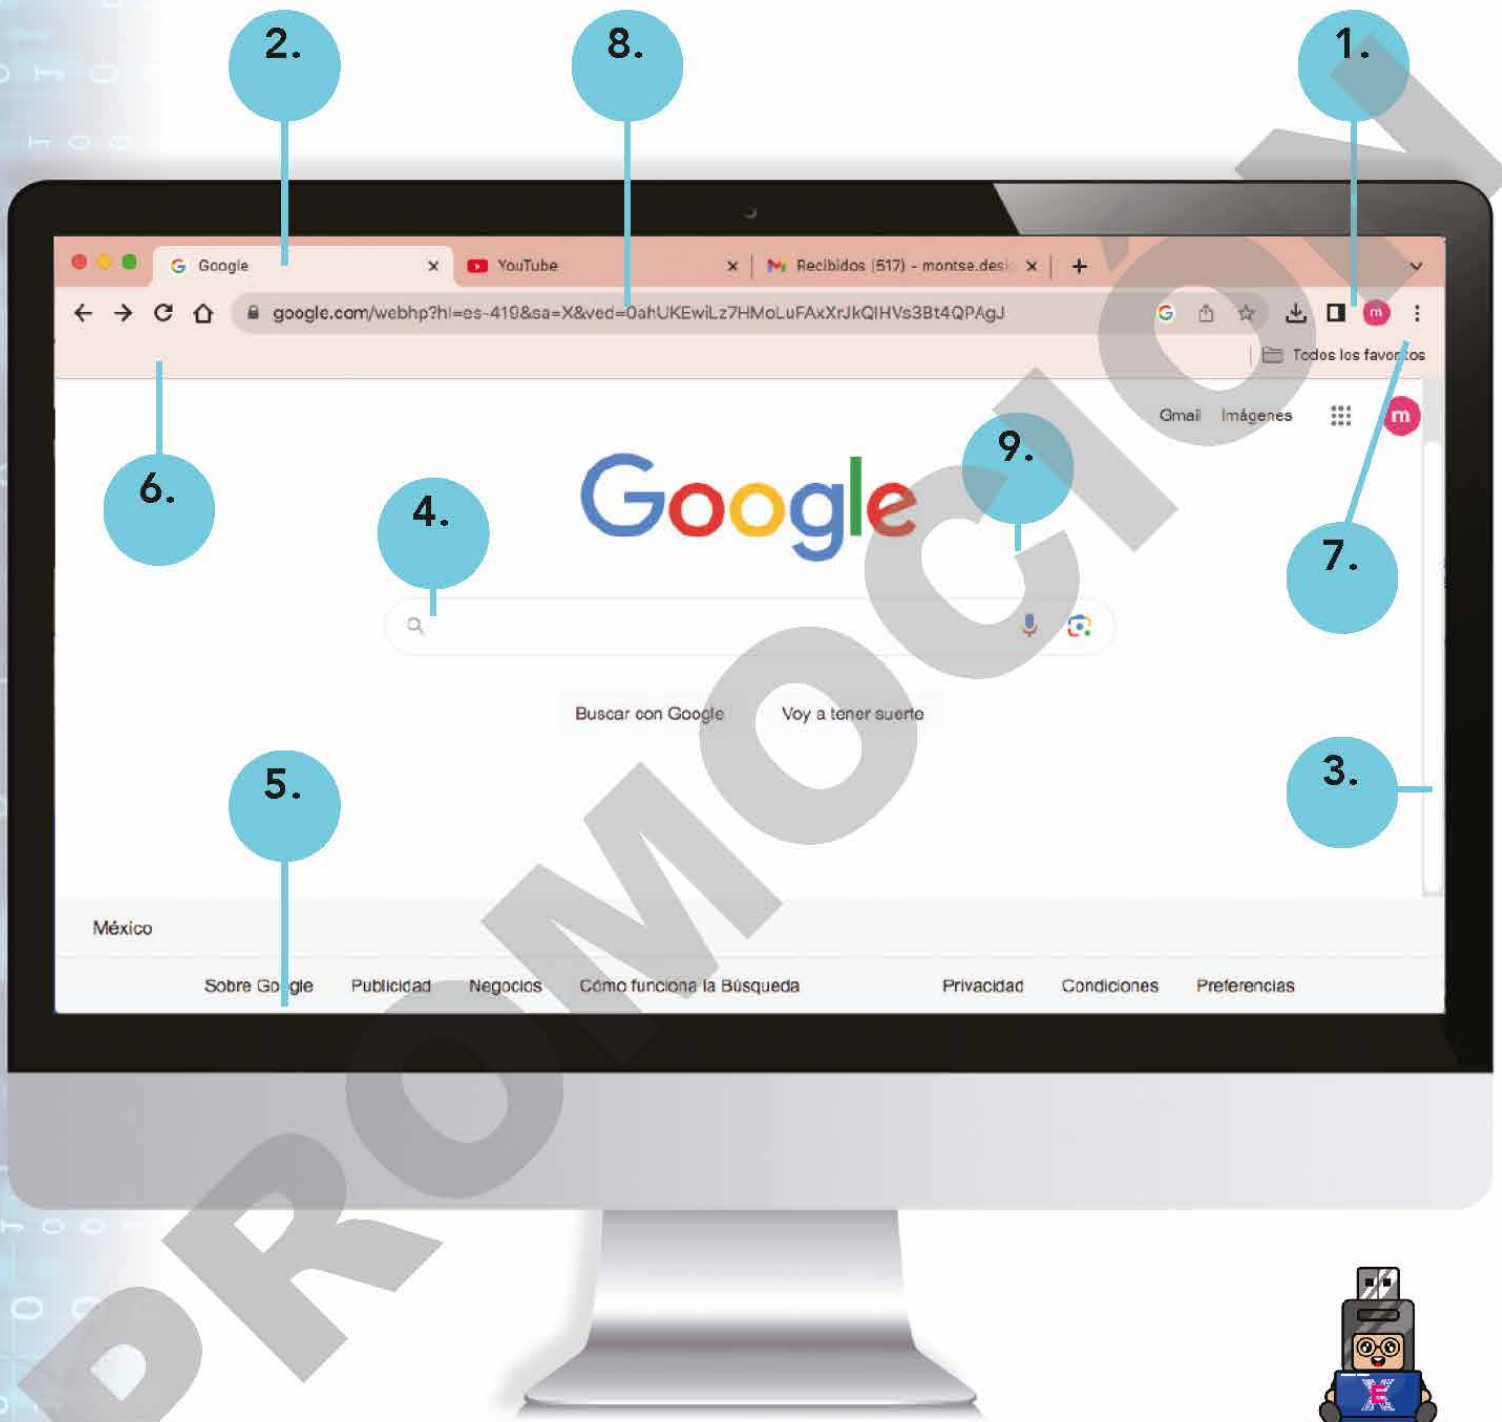 2.
8.
1.
Google
YouTube
Recibidos (517) - montse.desi
google.com/webhp?hl=es-419&sa=X&ved=0ahUKEwiLz7HMoLuFAxXrJkQIHVs3Bt4QPAgJ
m
Todos los favoritos
Gmail Imágenes
m
6.
4.
Google
9.
7.
Buscar con Google Voy a tener suerte
5.
3.
México
Sobre Google Publicidad Negocios Cómo funciona la Búsqueda Privacidad Condiciones Preferencias
PROMOCIÓN
E